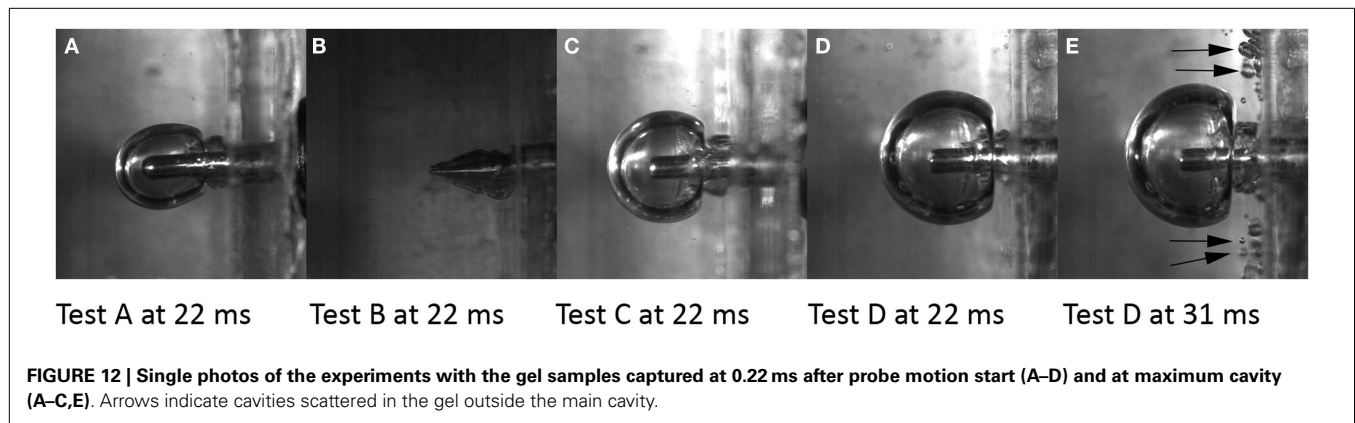 A B C D E
Test A at 22 ms Test B at 22 ms Test C at 22 ms Test D at 22 ms Test D at 31 ms
FIGURE 12 | Single photos of the experiments with the gel samples captured at 0.22 ms after probe motion start (A–D) and at maximum cavity
(A–C,E). Arrows indicate cavities scattered in the gel outside the main cavity.